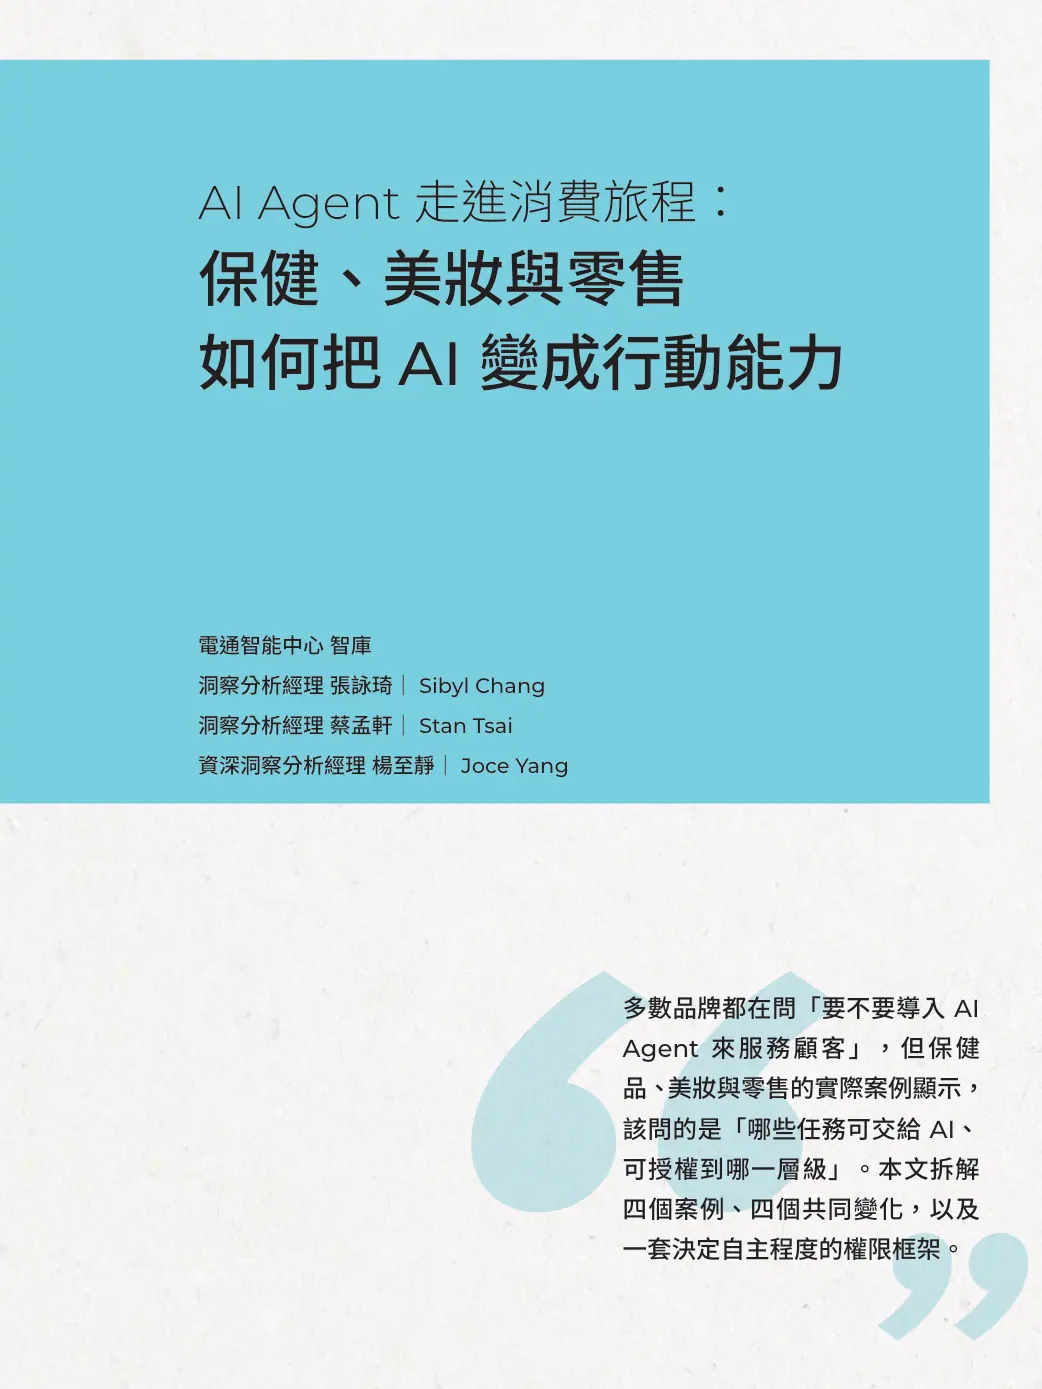 AI Agent 走進消費旅程：
保健、美妝與零售
如何把 AI 變成行動能力
電通智能中心 智庫
洞察分析經理 張詠琦｜ Sibyl Chang
洞察分析經理 蔡孟軒｜ Stan Tsai
資深洞察分析經理 楊至靜｜ Joce Yang
多數品牌都在問「要不要導入 AI
Agent 來服務顧客」，但保健
品、美妝與零售的實際案例顯示，
該問的是「哪些任務可交給 AI、
可授權到哪一層級」。本文拆解
四個案例、四個共同變化，以及
一套決定自主程度的權限框架。